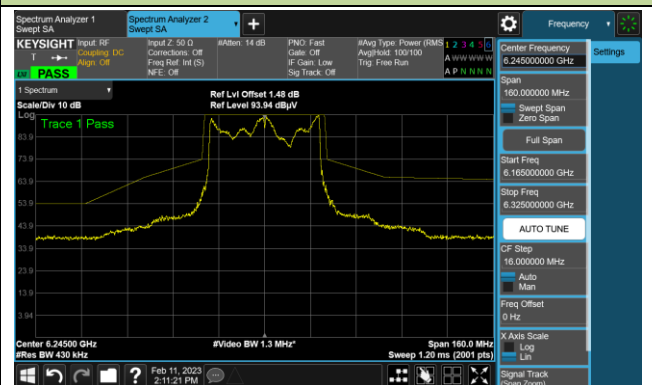 Spectrum Analyzer 1
Swept SA
Spectrum Analyzer 2
Swept SA
Frequency
KEYSIGHT
Input: RF
Coupling: DC
Align: Off
Input Z: 50 Ω
Corrections: Off
Freq Ref: Int (S)
NFE: Off
#Atten: 14 dB
PNO: Fast
Gate: Off
IF Gain: Low
Sig Track: Off
#Avg Type: Power (RMS
Avg|Hold: 100/100
Trig: Free Run
1 2 3 4 5 6
A W W W W W
A P N N N N
T
PASS
Center Frequency
6.245000000 GHz
Settings
Span
160.000000 MHz
Swept Span
Zero Span
Full Span
Start Freq
6.165000000 GHz
Stop Freq
6.325000000 GHz
AUTO TUNE
CF Step
16.000000 MHz
Auto
Man
Freq Offset
0 Hz
X Axis Scale
Log
Lin
Signal Track
(Span Zoom)
1 Spectrum
Scale/Div 10 dB
Ref Lvl Offset 1.48 dB
Ref Level 93.94 dBµV
Log
Trace 1 Pass
83.9
73.9
63.9
53.9
43.9
33.9
23.9
13.9
3.94
Center 6.24500 GHz
#Res BW 430 kHz
#Video BW 1.3 MHz*
Span 160.0 MHz
Sweep 1.20 ms (2001 pts)
Feb 11, 2023
2:11:21 PM